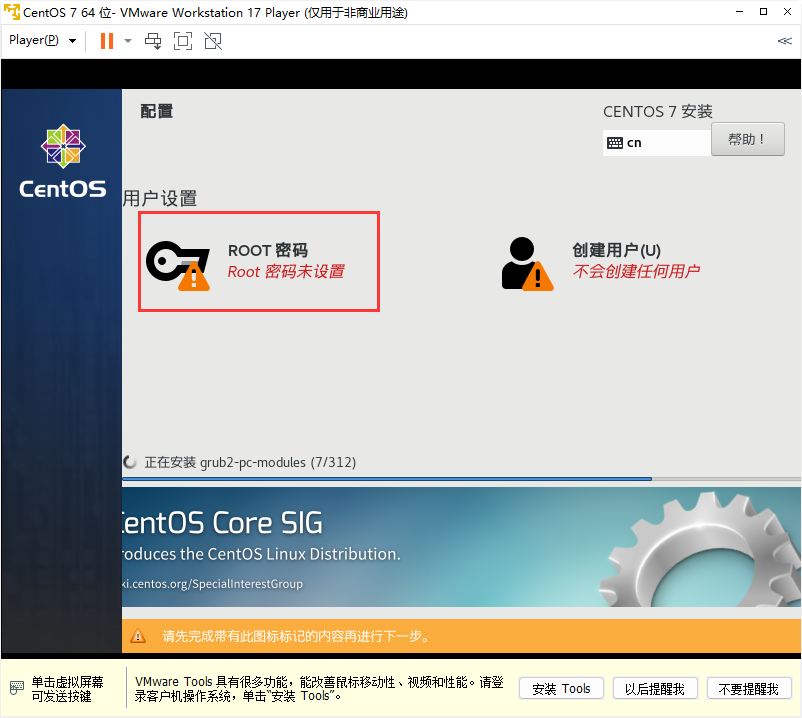 CentOS 7 64 位- VMware Workstation 17 Player (仅用于非商业用途)
Player(P)
配置
CENTOS 7 安装
cn
帮助！
CentOS
用户设置
ROOT 密码
Root 密码未设置
创建用户(U)
不会创建任何用户
正在安装 grub2-pc-modules (7/312)
CentOS Core SIG
roduces the CentOS Linux Distribution.
ki.centos.org/SpecialInterestGroup
请先完成带有此图标标记的内容再进行下一步。
单击虚拟屏幕
可发送按键
VMware Tools 具有很多功能，能改善鼠标移动性、视频和性能。请登
录客户机操作系统，单击“安装 Tools”。
安装 Tools
以后提醒我
不要提醒我